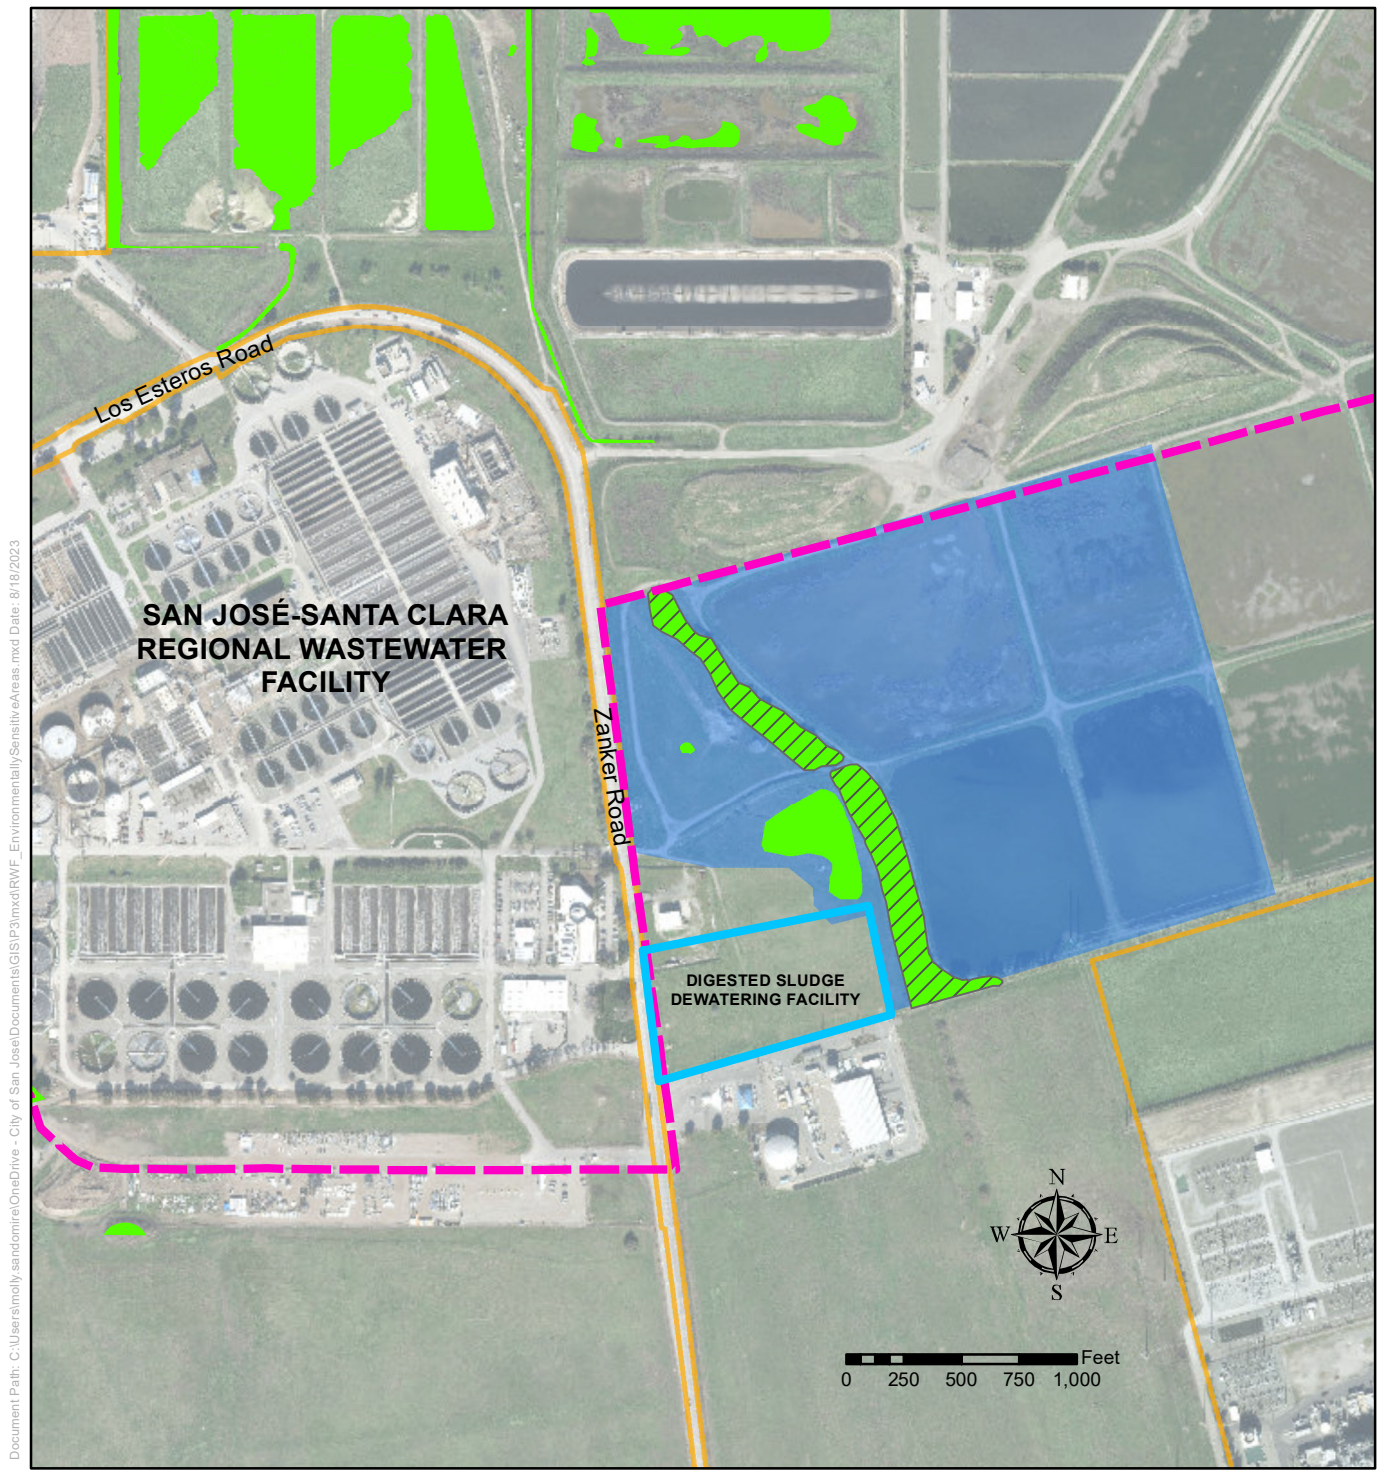 Los Esteros Road
SAN JOSÉ-SANTA CLARA
REGIONAL WASTEWATER
FACILITY
Zanker Road
DIGESTED SLUDGE
DEWATERING FACILITY
N
W E
S
Feet
0 250 500 750 1,000
Document Path: C:\Users\molly.sandomire\OneDrive - City of San Jose\Documents\GIS\P3\mxd\RWF_EnvironmentallySensitiveAreas.mxd Date: 8/18/2023